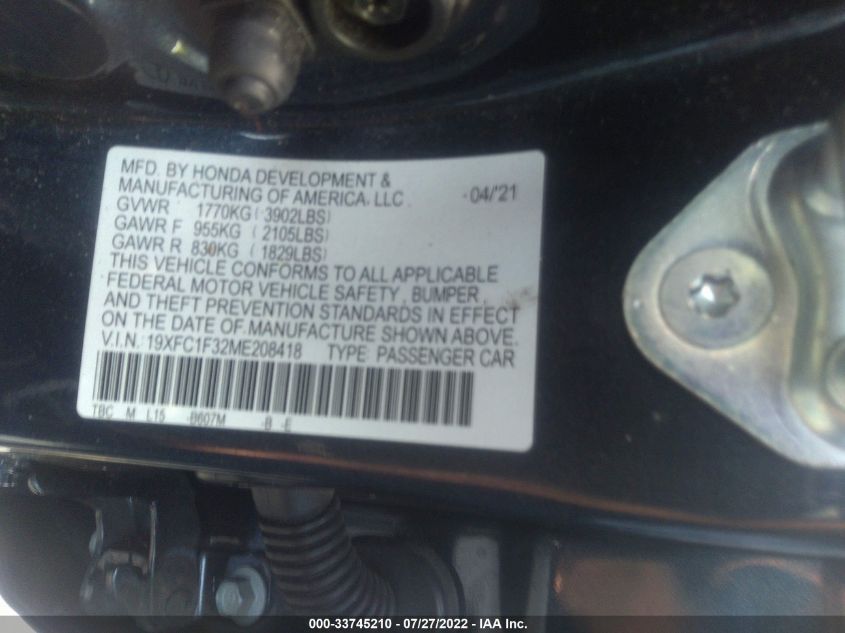 MFD. BY HONDA DEVELOPMENT &
MANUFACTURING OF AMERICA, LLC 04/'21
GVWR 1770KG (3902LBS)
GAWR F 955KG (2105LBS)
GAWR R 830KG (1829LBS)
THIS VEHICLE CONFORMS TO ALL APPLICABLE
FEDERAL MOTOR VEHICLE SAFETY, BUMPER,
AND THEFT PREVENTION STANDARDS IN EFFECT
ON THE DATE OF MANUFACTURE SHOWN ABOVE.
V.I.N.:19XFC1F32ME208418 TYPE: PASSENGER CAR
TBC M L15 -B607M -B -E
000-33745210 / 07/27/2022 - IAA Inc.